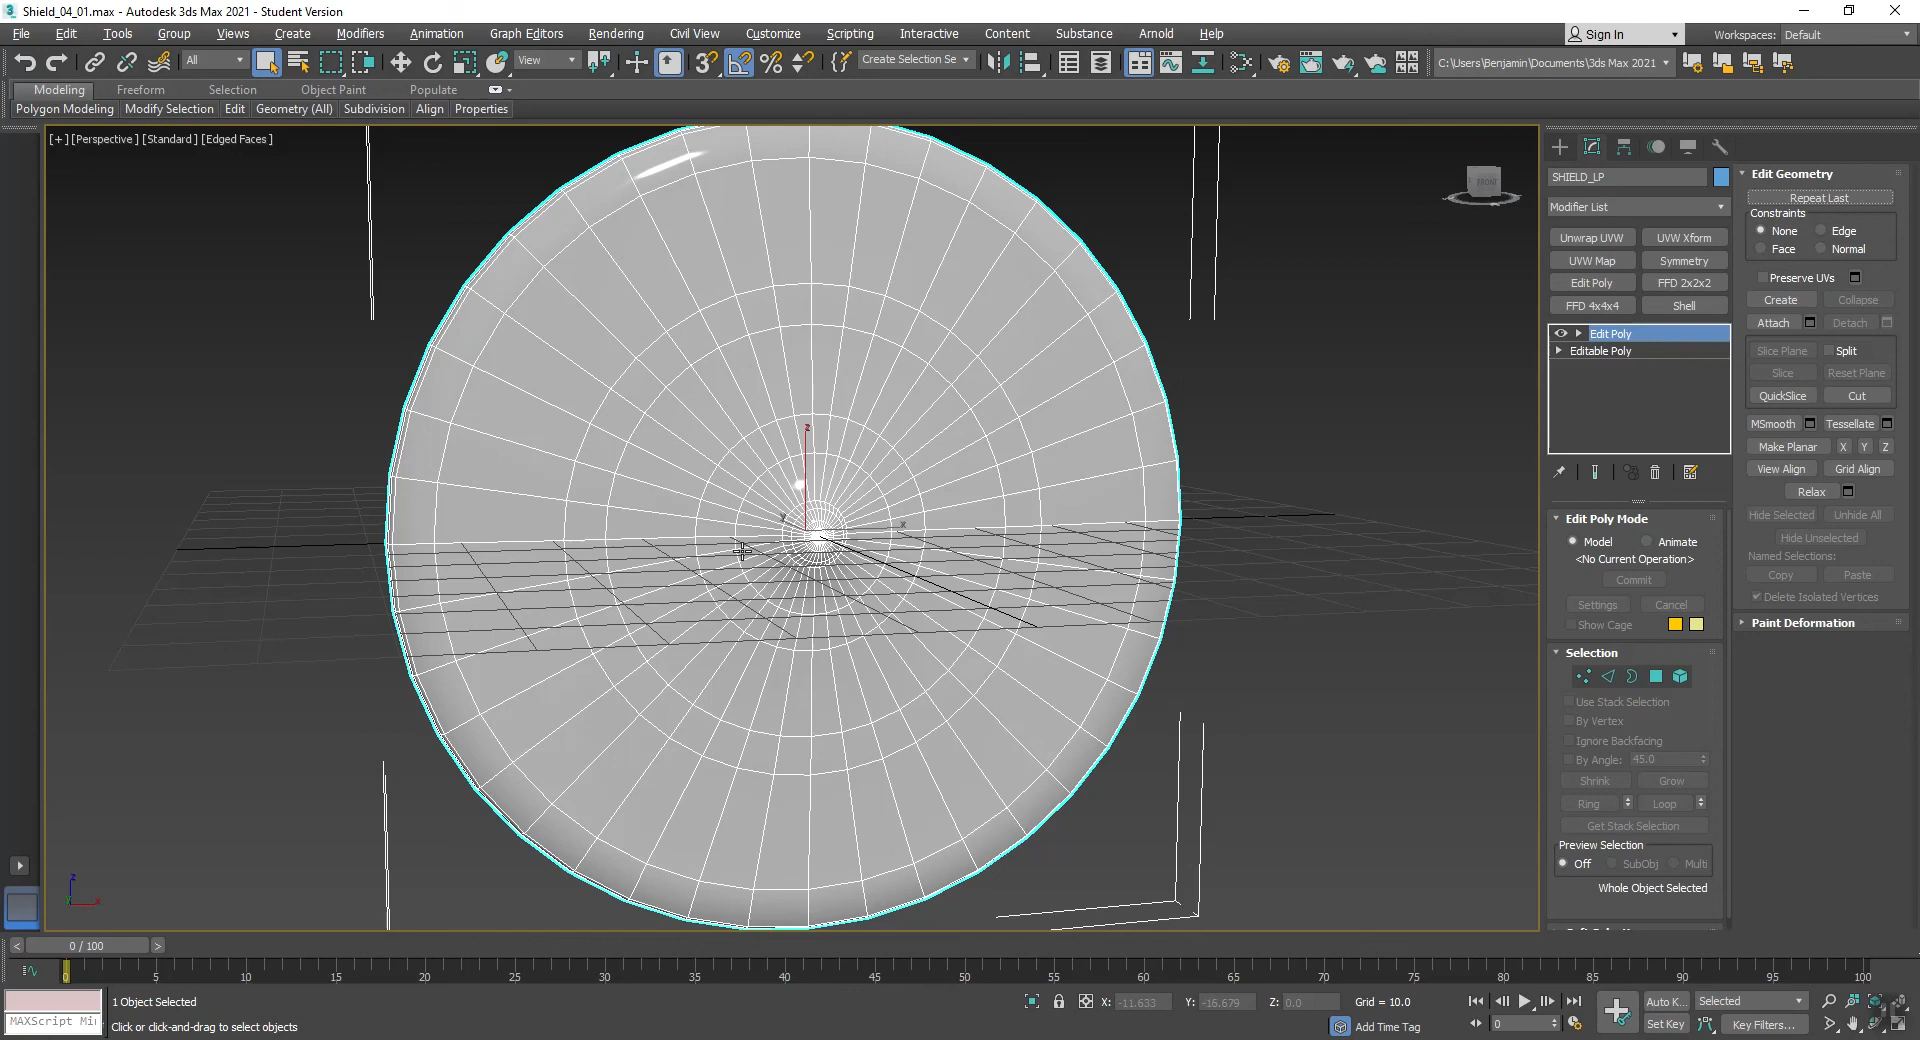 Shield_04_01.max - Autodesk 3ds Max 2021 - Student Version
File Edit Tools Group Views Create Modifiers Animation Graph Editors Rendering Civil View Customize Scripting Interactive Content Substance Arnold Help Sign In Workspaces: Default
All View Create Selection Se C:\Users\Benjamin\Documents\3ds Max 2021
Modeling Freeform Selection Object Paint Populate
Polygon Modeling Modify Selection Edit Geometry (All) Subdivision Align Properties
[+] [Perspective] [Standard] [Edged Faces]
FRONT
z
y
x
z
x
SHIELD_LP
Modifier List
Unwrap UVW UVW Xform
UVW Map Symmetry
Edit Poly FFD 2x2x2
FFD 4x4x4 Shell
Edit Poly
Editable Poly
Edit Poly Mode
Model Animate
<No Current Operation>
Commit
Settings Cancel
Show Cage
Selection
Use Stack Selection
By Vertex
Ignore Backfacing
By Angle: 45.0
Shrink Grow
Ring Loop
Get Stack Selection
Preview Selection
Off SubObj Multi
Whole Object Selected
Edit Geometry
Repeat Last
Constraints
None Edge
Face Normal
Preserve UVs
Create Collapse
Attach Detach
Slice Plane Split
Slice Reset Plane
QuickSlice Cut
MSmooth Tessellate
Make Planar X Y Z
View Align Grid Align
Relax
Hide Selected Unhide All
Hide Unselected
Named Selections:
Copy Paste
Delete Isolated Vertices
Paint Deformation
< 0 / 100 >
0 5 10 15 20 25 30 35 40 45 50 55 60 65 70 75 80 85 90 95 100
1 Object Selected X: -11.633 Y: -16.679 Z: 0.0 Grid = 10.0 Auto K... Selected
MAXScript Mi Click or click-and-drag to select objects Add Time Tag 0 Set Key Key Filters...